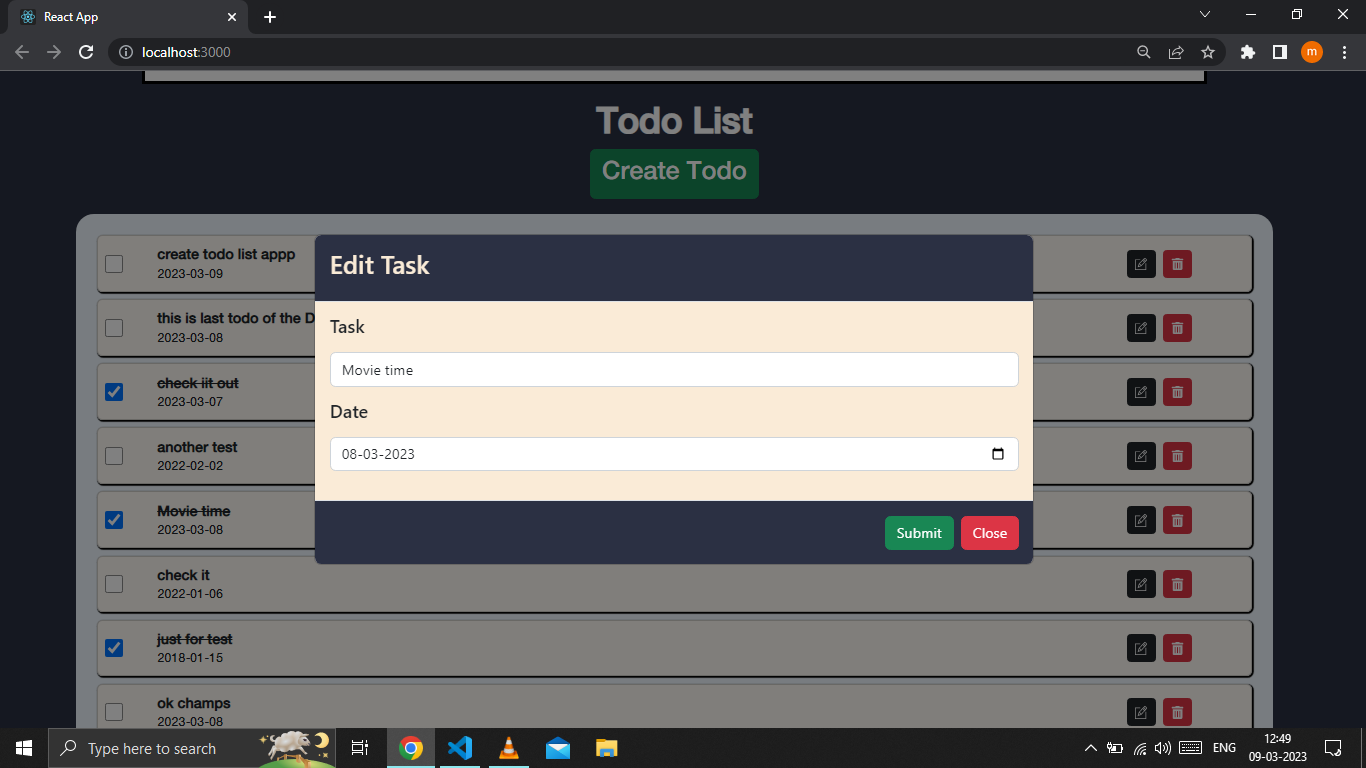 React App
localhost:3000
m
Todo List
Create Todo
create todo list appp
2023-03-09
this is last todo of the D
2023-03-08
check iit out
2023-03-07
another test
2022-02-02
Movie time
2023-03-08
check it
2022-01-06
just for test
2018-01-15
ok champs
2023-03-08
Edit Task
Task
Movie time
Date
08-03-2023
Submit Close
Type here to search
ENG
12:49
09-03-2023